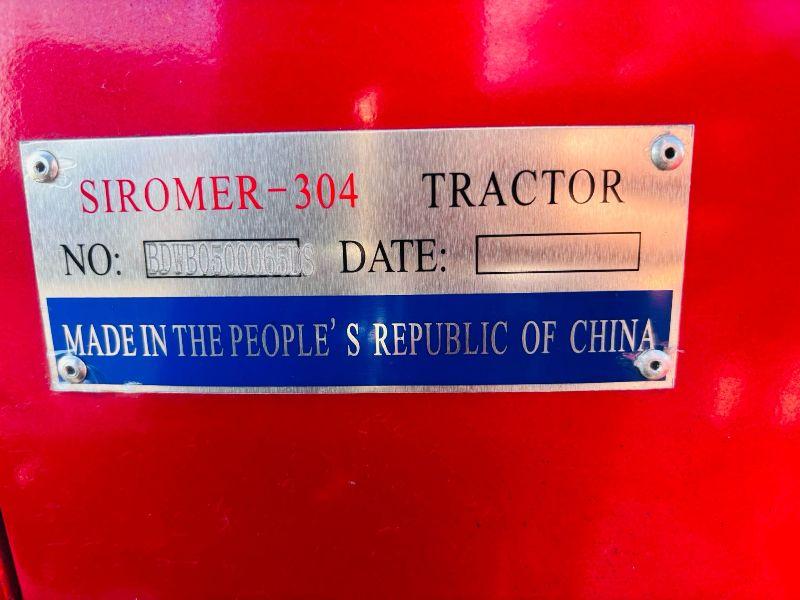 SIROMER-304 TRACTOR
NO: DATE:
MADE IN THE PEOPLE'S REPUBLIC OF CHINA